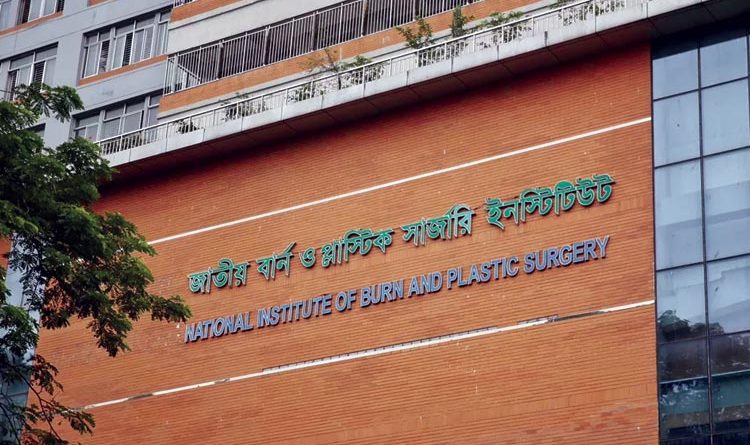 জাতীয় বার্ন ও প্লাস্টিক সার্জারি ইনস্টিটিউট
NATIONAL INSTITUTE OF BURN AND PLASTIC SURGERY